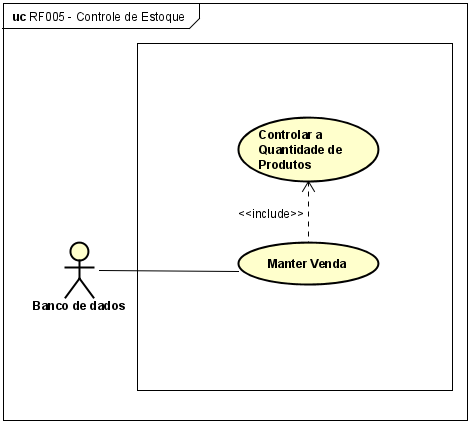 uc RF005 - Controle de Estoque
Controlar a
Quantidade de
Produtos
<<include>>
Manter Venda
Banco de dados